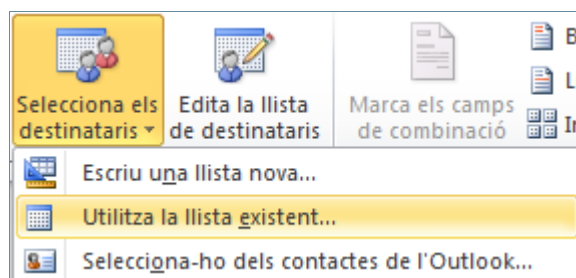 Selecciona els
destinataris
Edita la llista
de destinataris
Marca els camps
de combinació
B
L
Escriu una llista nova...
Utilitza la llista existent...
Selecciona-ho dels contactes de l'Outlook...